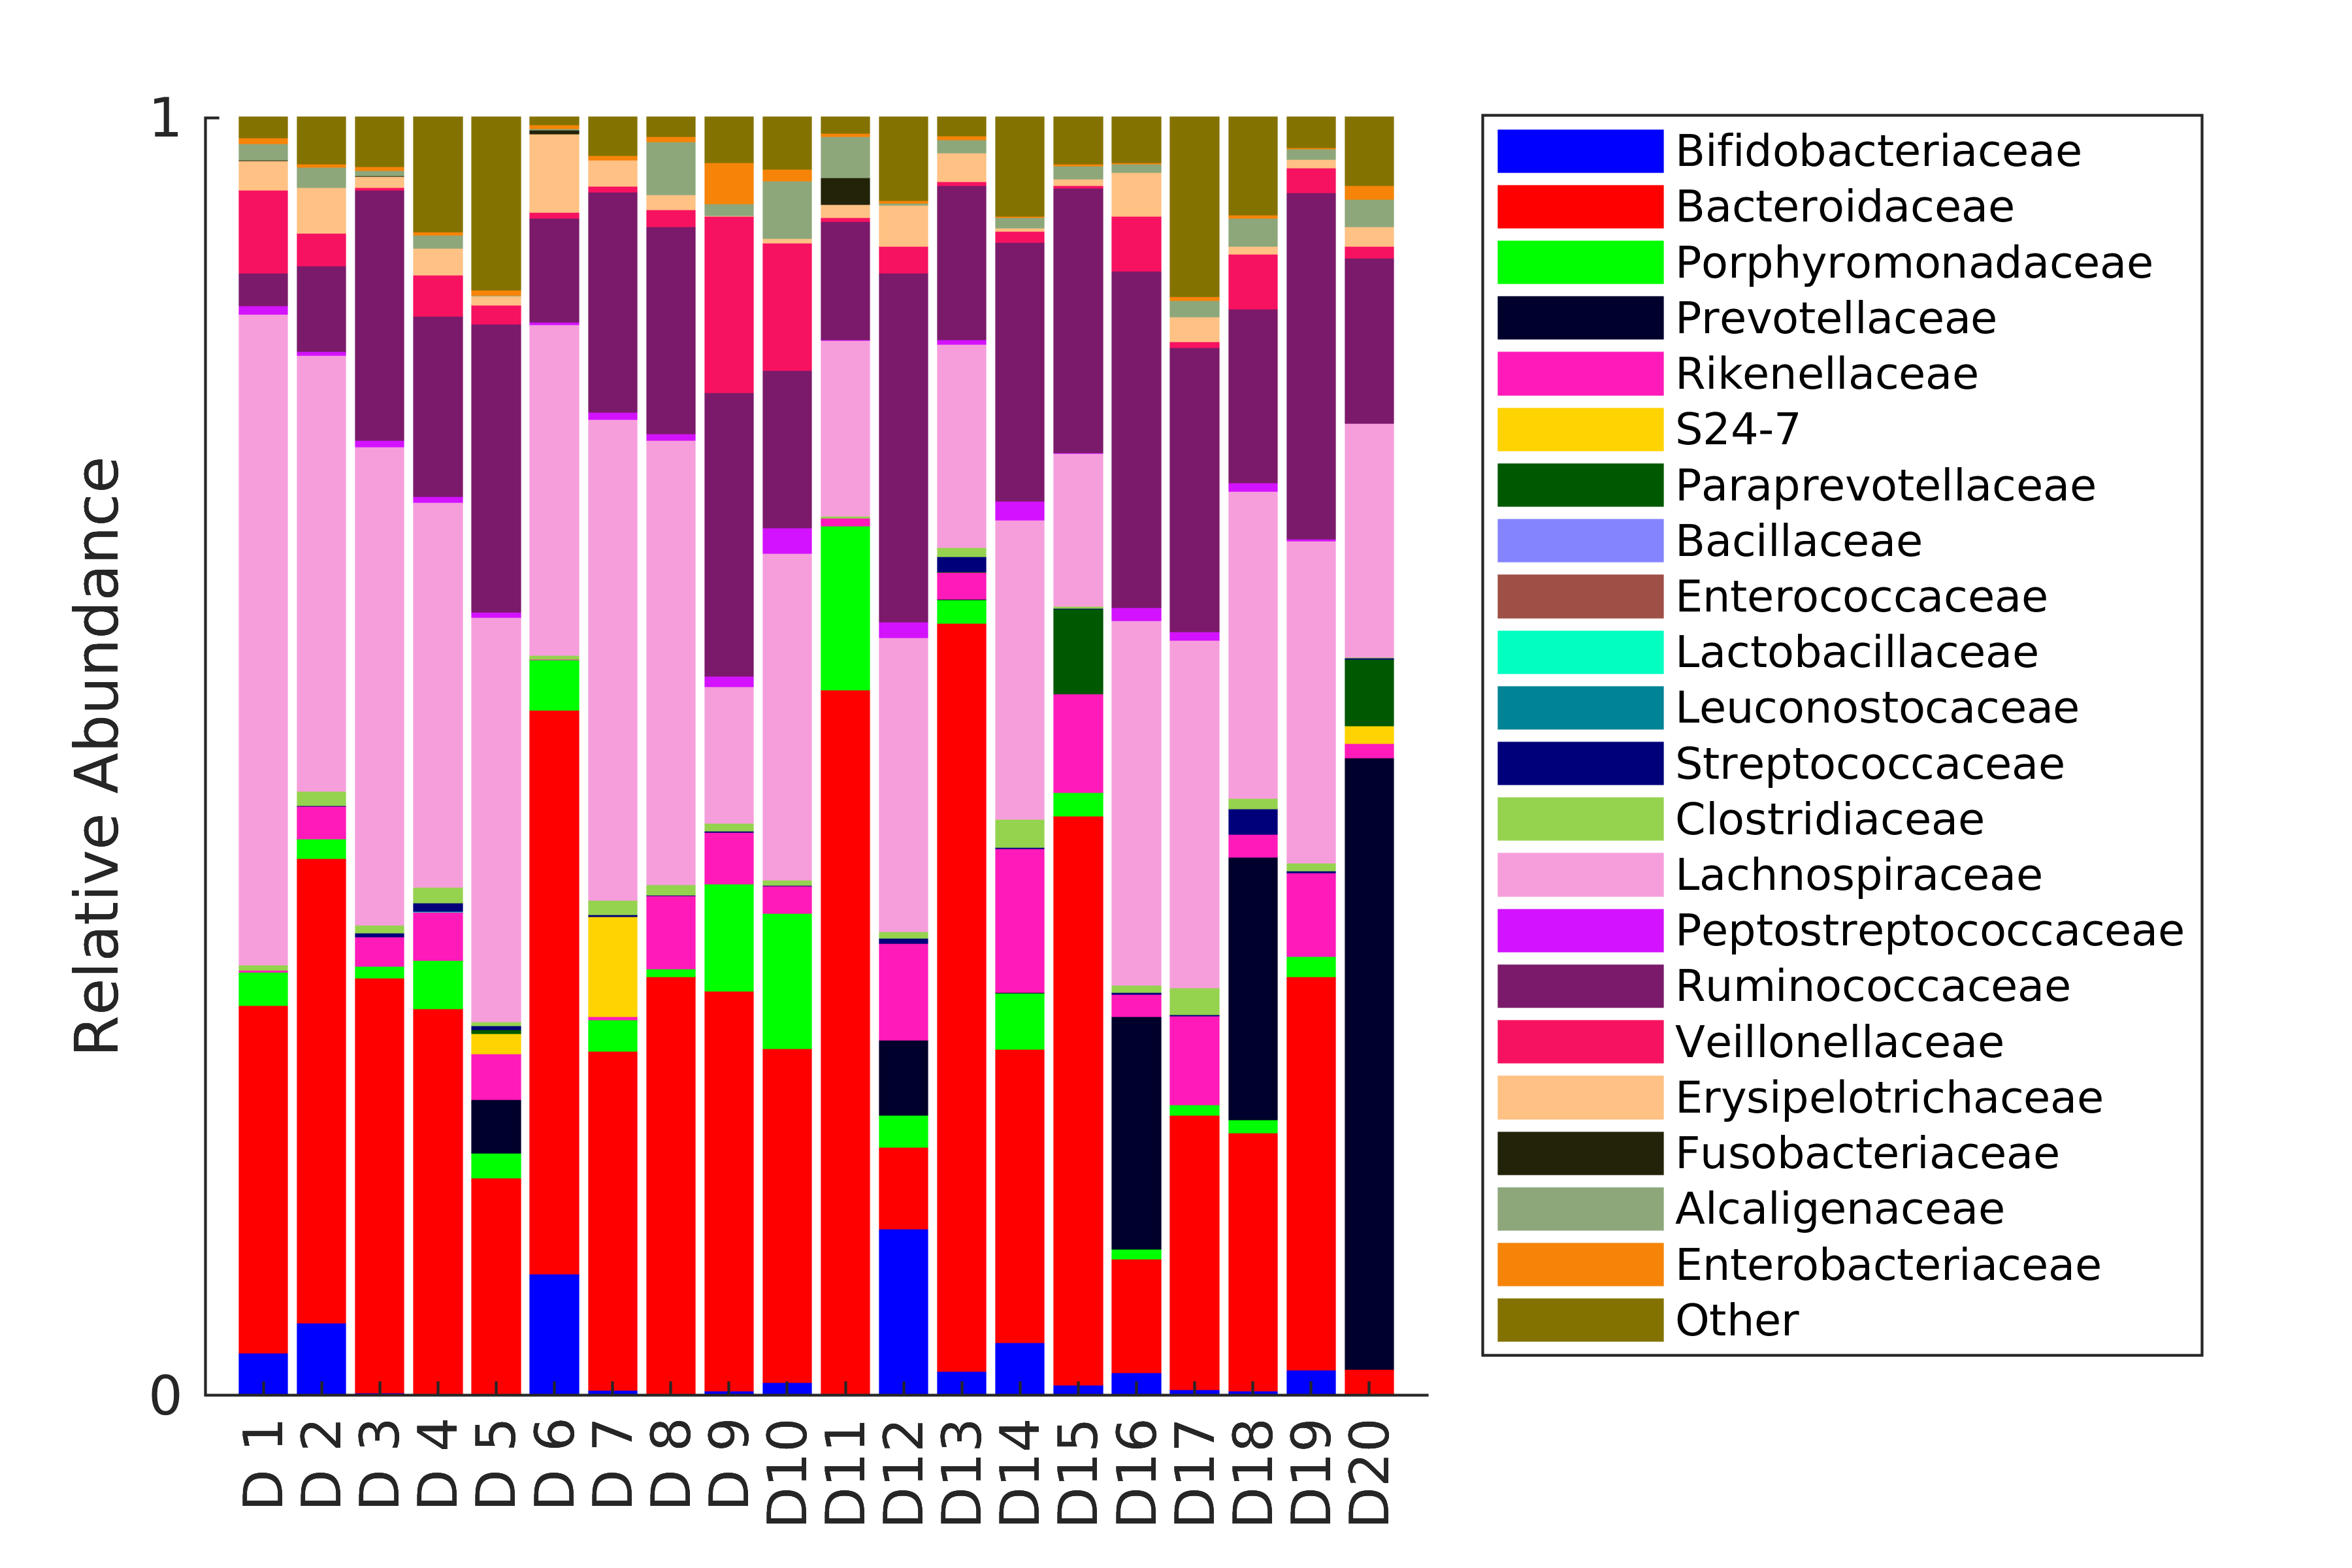 1
0
Relative Abundance
D 1
D 2
D 3
D 4
D 5
D 6
D 7
D 8
D 9
D10
D11
D12
D13
D14
D15
D16
D17
D18
D19
D20
Bifidobacteriaceae
Bacteroidaceae
Porphyromonadaceae
Prevotellaceae
Rikenellaceae
S24-7
Paraprevotellaceae
Bacillaceae
Enterococcaceae
Lactobacillaceae
Leuconostocaceae
Streptococcaceae
Clostridiaceae
Lachnospiraceae
Peptostreptococcaceae
Ruminococcaceae
Veillonellaceae
Erysipelotrichaceae
Fusobacteriaceae
Alcaligenaceae
Enterobacteriaceae
Other